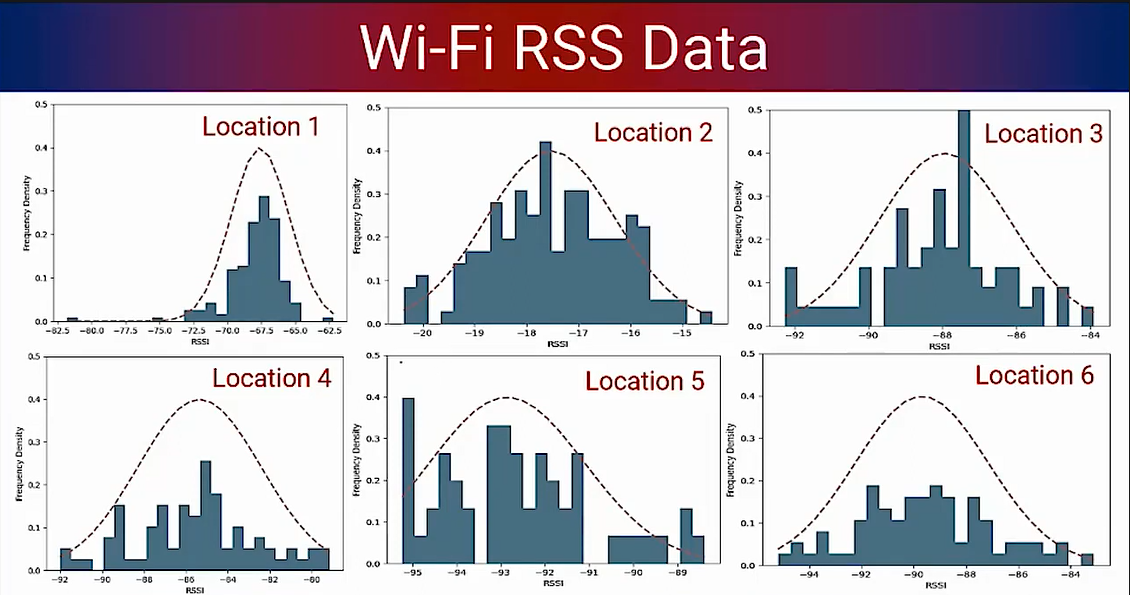 Wi-Fi RSS Data
Location 1
0.5
0.4
0.3
0.2
0.1
0.0
Frequency Density
-82.5 -80.0 -77.5 -75.0 -72.5 -70.0 -67.5 -65.0 -62.5
RSSI
Location 2
0.5
0.4
0.3
0.2
0.1
0.0
Frequency Density
-20 -19 -18 -17 -16 -15
RSSI
Location 3
0.5
0.4
0.3
0.2
0.1
0.0
Frequency Density
-92 -90 -88 -86 -84
RSSI
Location 4
0.5
0.4
0.3
0.2
0.1
0.0
Frequency Density
-92 -90 -88 -86 -84 -82 -80
RSSI
Location 5
0.5
0.4
0.3
0.2
0.1
0.0
Frequency Density
-95 -94 -93 -92 -91 -90 -89
RSSI
Location 6
0.5
0.4
0.3
0.2
0.1
0.0
Frequency Density
-94 -92 -90 -88 -86 -84
RSSI